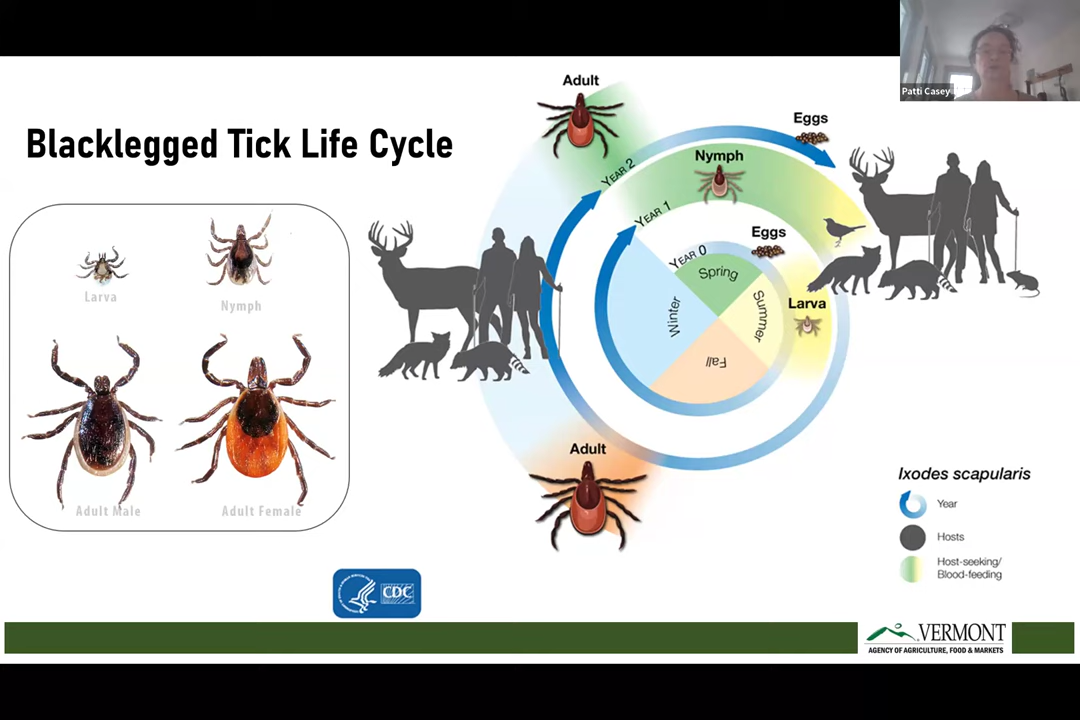 Patti Casey
Blacklegged Tick Life Cycle
Larva
Nymph
Adult Male
Adult Female
Adult
Eggs
YEAR 2
Nymph
YEAR 1
Eggs
YEAR 0
Spring
Summer
Fall
Winter
Larva
Adult
Ixodes scapularis
Year
Hosts
Host-seeking/
Blood-feeding
CDC
VERMONT
AGENCY OF AGRICULTURE, FOOD & MARKETS